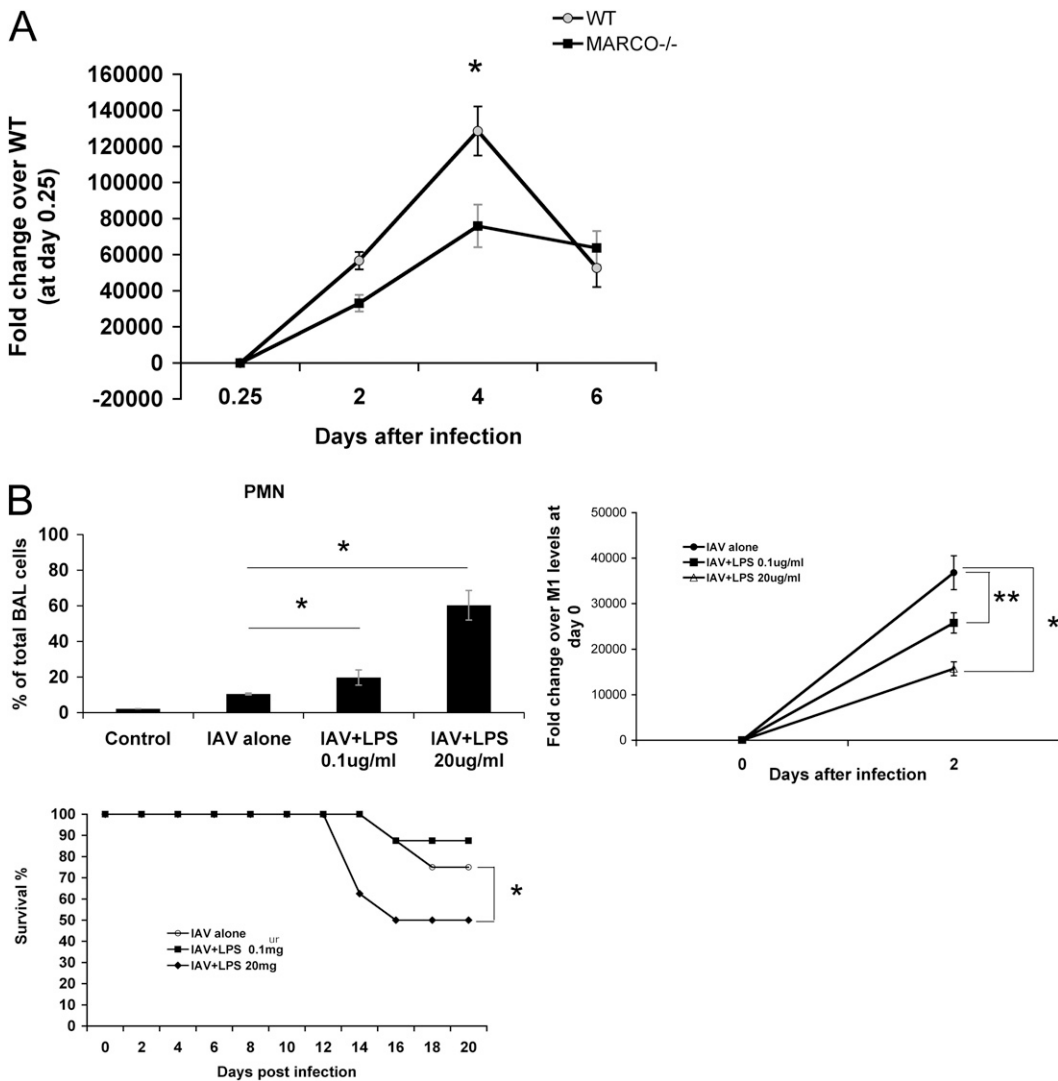 A
WT
MARCO-/-
*
160000
140000
120000
100000
80000
60000
40000
20000
0
-20000
Fold change over WT
(at day 0.25)
0.25 2 4 6
Days after infection
B
PMN
100
80
60
40
20
0
% of total BAL cells
*
*
Control IAV alone IAV+LPS IAV+LPS
0.1ug/ml 20ug/ml
50000
40000
30000
20000
10000
0
Fold change over M1 levels at
day 0
IAV alone
IAV+LPS 0.1ug/ml
IAV+LPS 20ug/ml
**
*
0 2
Days after infection
100
90
80
70
60
50
40
30
20
10
0
Survival %
IAV alone
ur
IAV+LPS 0.1mg
IAV+LPS 20mg
*
0 2 4 6 8 10 12 14 16 18 20
Days post infection